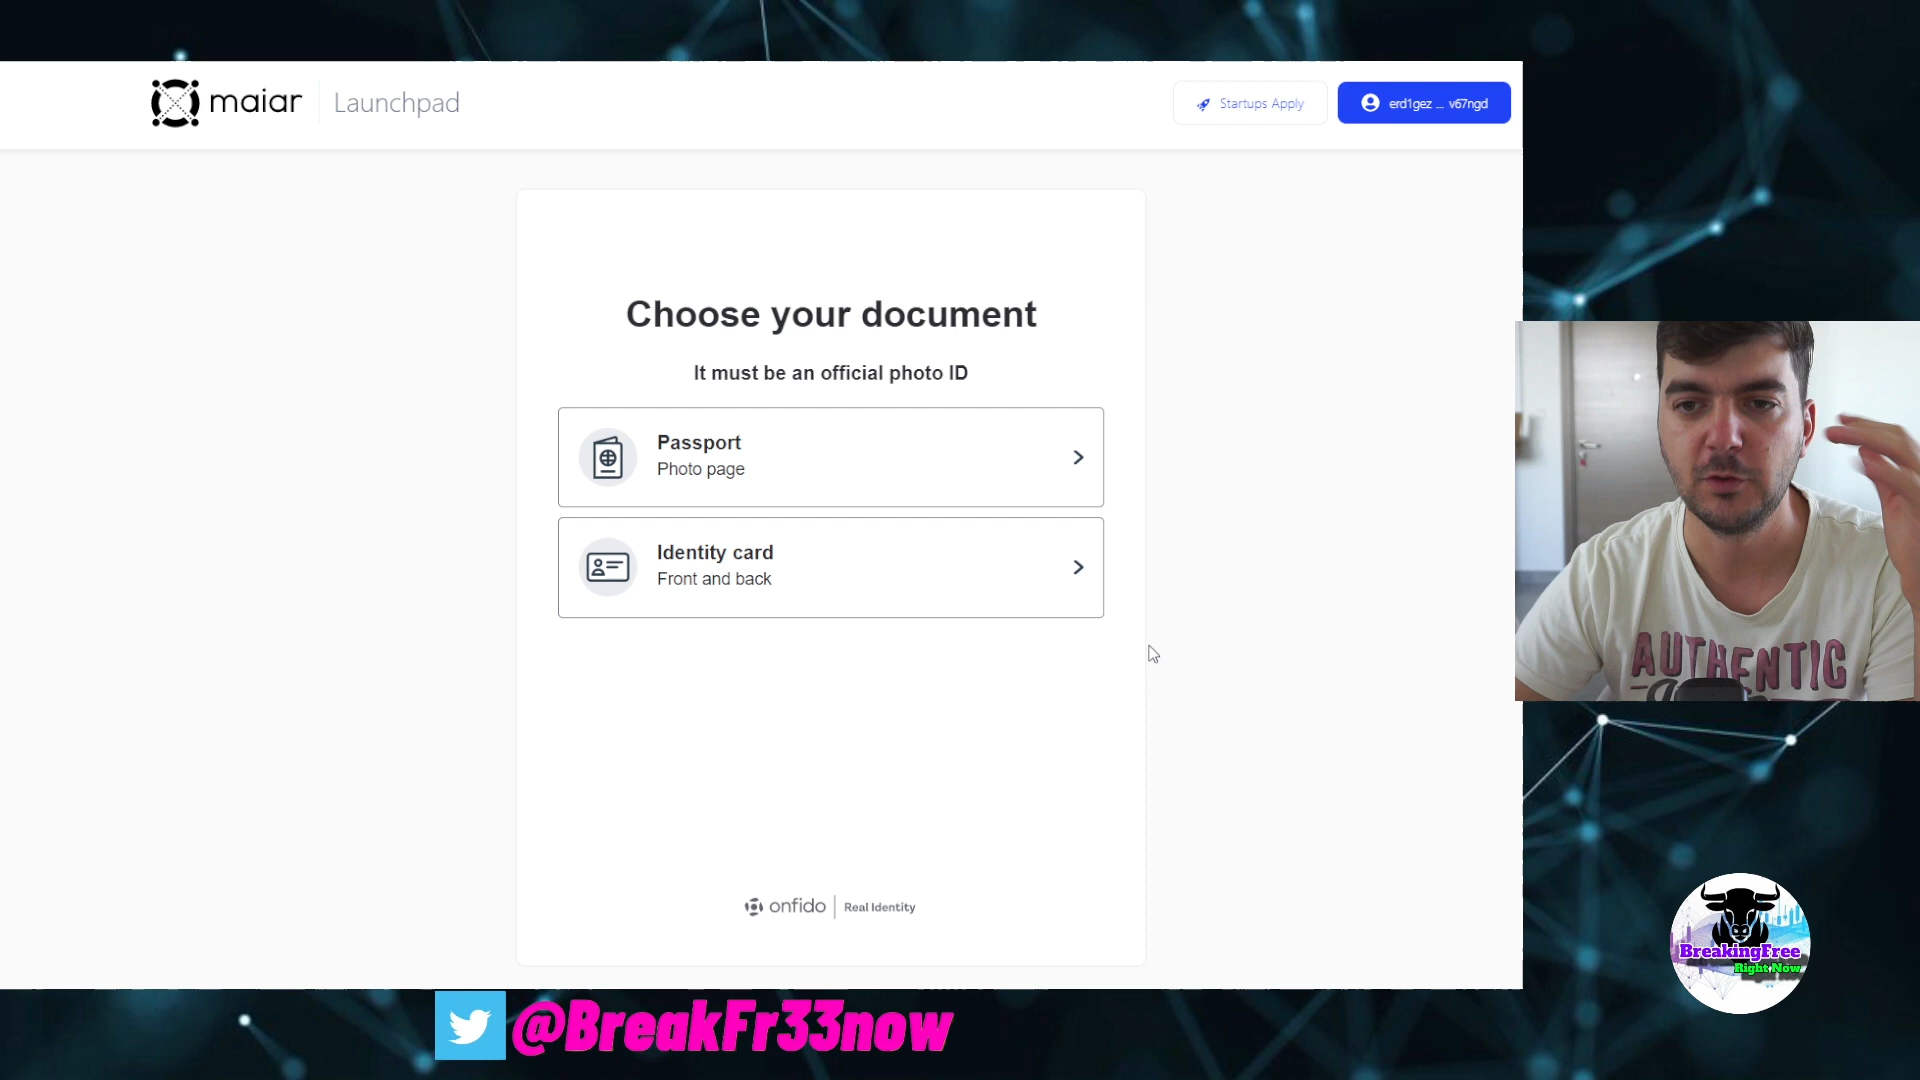 maiar
Launchpad
Startups Apply
erd1gez ... v67ngd
Choose your document
It must be an official photo ID
Passport
Photo page
Identity card
Front and back
onfido
Real Identity
AUTHENTIC
BreakingFree
Right Now
@BreakFr33now